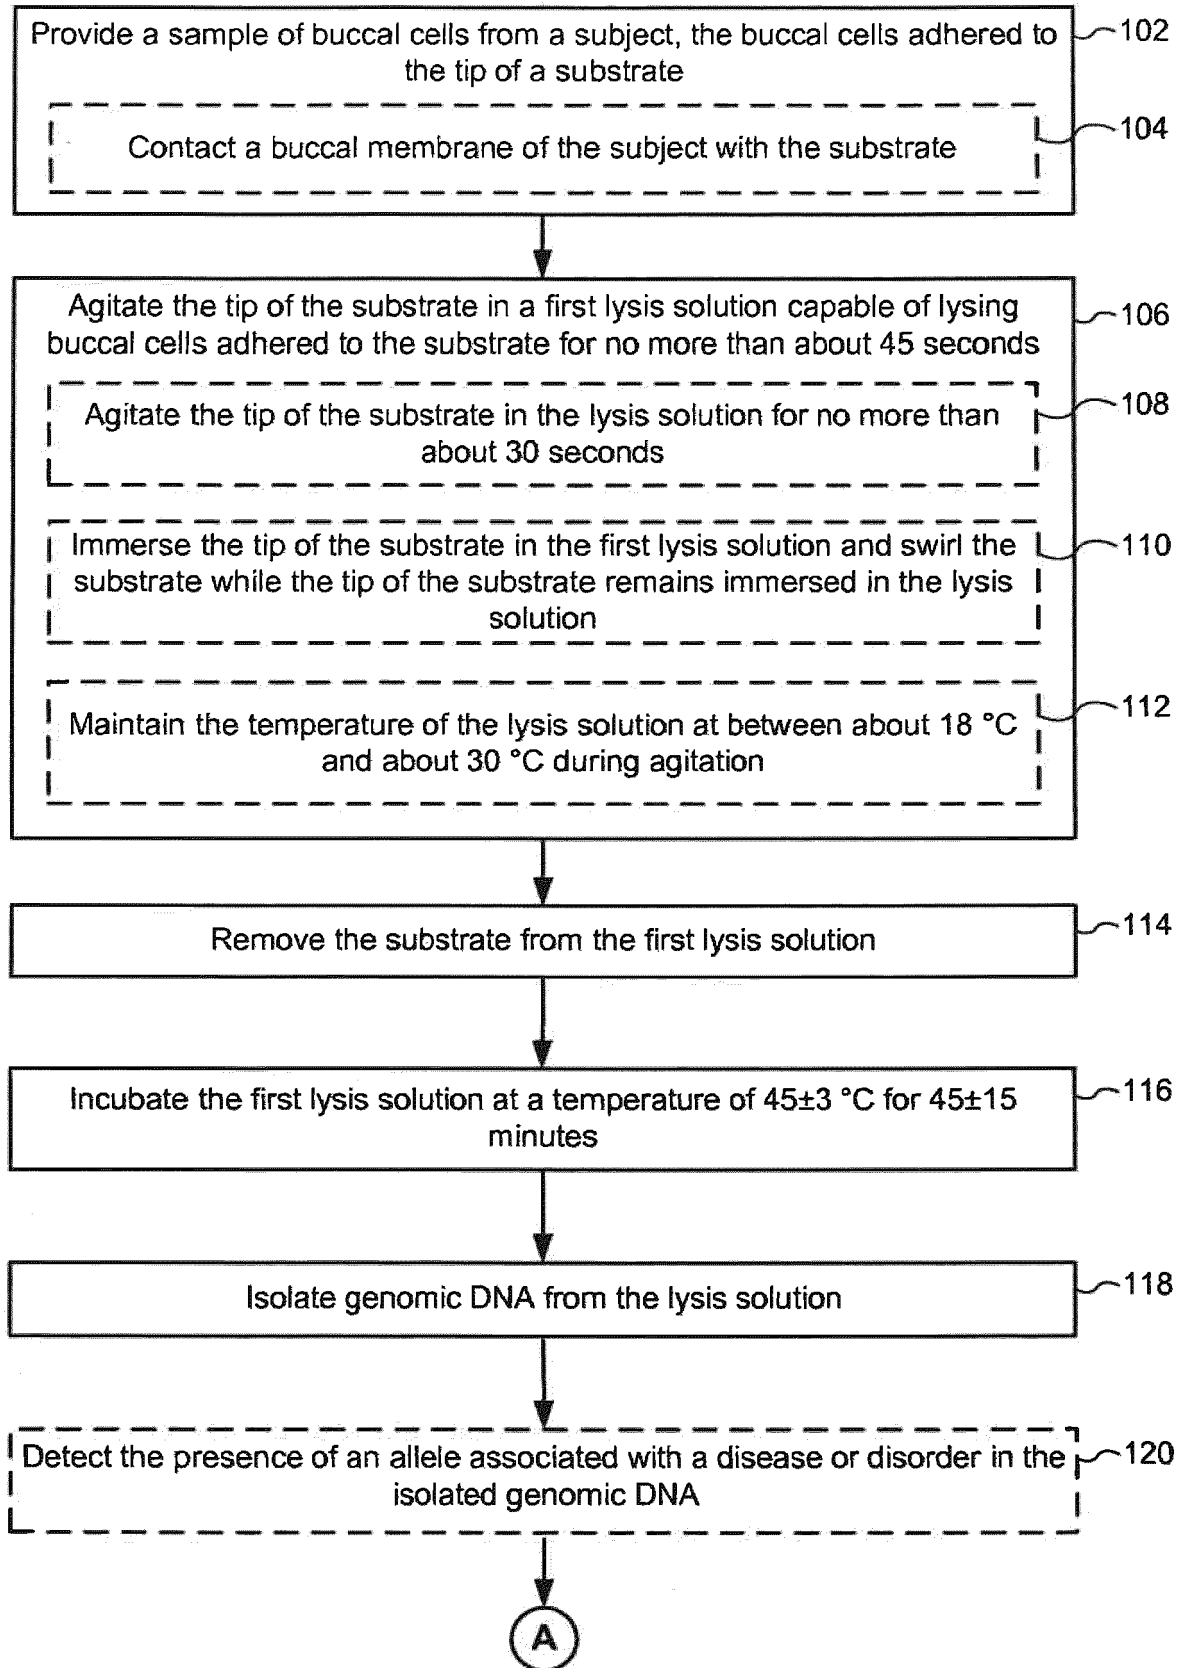 Provide a sample of buccal cells from a subject, the buccal cells adhered to
the tip of a substrate
102
Contact a buccal membrane of the subject with the substrate
104
Agitate the tip of the substrate in a first lysis solution capable of lysing
buccal cells adhered to the substrate for no more than about 45 seconds
106
Agitate the tip of the substrate in the lysis solution for no more than
about 30 seconds
108
Immerse the tip of the substrate in the first lysis solution and swirl the
substrate while the tip of the substrate remains immersed in the lysis
solution
110
Maintain the temperature of the lysis solution at between about 18 °C
and about 30 °C during agitation
112
Remove the substrate from the first lysis solution
114
Incubate the first lysis solution at a temperature of 45±3 °C for 45±15
minutes
116
Isolate genomic DNA from the lysis solution
118
Detect the presence of an allele associated with a disease or disorder in the
isolated genomic DNA
120
A